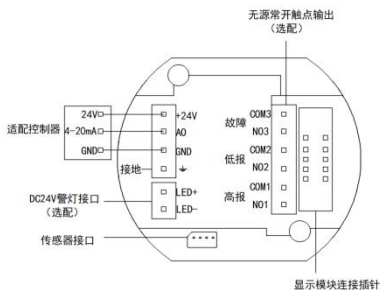 无源常开触点输出
（选配）
适配控制器
24V
4-20mA
GND
+24V
AO
GND
接地
故障
COM3
NO3
低报
COM2
NO2
高报
COM1
NO1
DC24V警灯接口
（选配）
LED+
LED-
传感器接口
显示模块连接插针